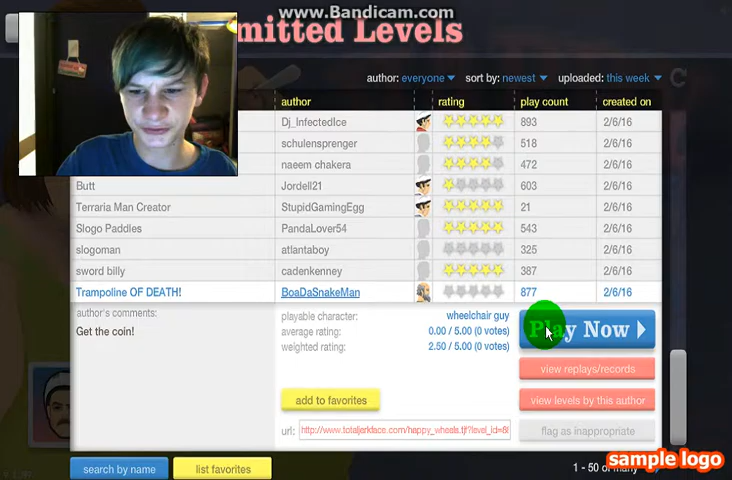 www.Bandicam.com
mitted Levels
author: everyone sort by: newest uploaded: this week
author rating play count created on
Dj_InfectedIce 893 2/6/16
schulensprenger 518 2/6/16
naeem chakera 472 2/6/16
Butt Jordell21 603 2/6/16
Terraria Man Creator StupidGamingEgg 21 2/6/16
Slogo Paddles PandaLover54 543 2/6/16
slogoman atlantaboy 325 2/6/16
sword billy cadenkenney 387 2/6/16
Trampoline OF DEATH! BoaDaSnakeMan 877 2/6/16
author's comments:
Get the coin!
playable character: wheelchair guy
average rating: 0.00 / 5.00 (0 votes)
weighted rating: 2.50 / 5.00 (0 votes)
Play Now
view replays/records
add to favorites
view levels by this author
url: http://www.totaljerkface.com/happy_wheels.tjf?level_id=8
flag as inappropriate
search by name list favorites
1 - 50 of many
sample logo